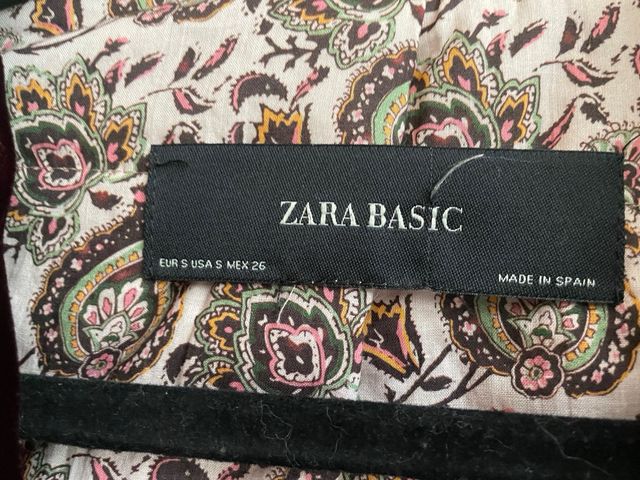 ZARA BASIC
EUR S USA S MEX 26
MADE IN SPAIN